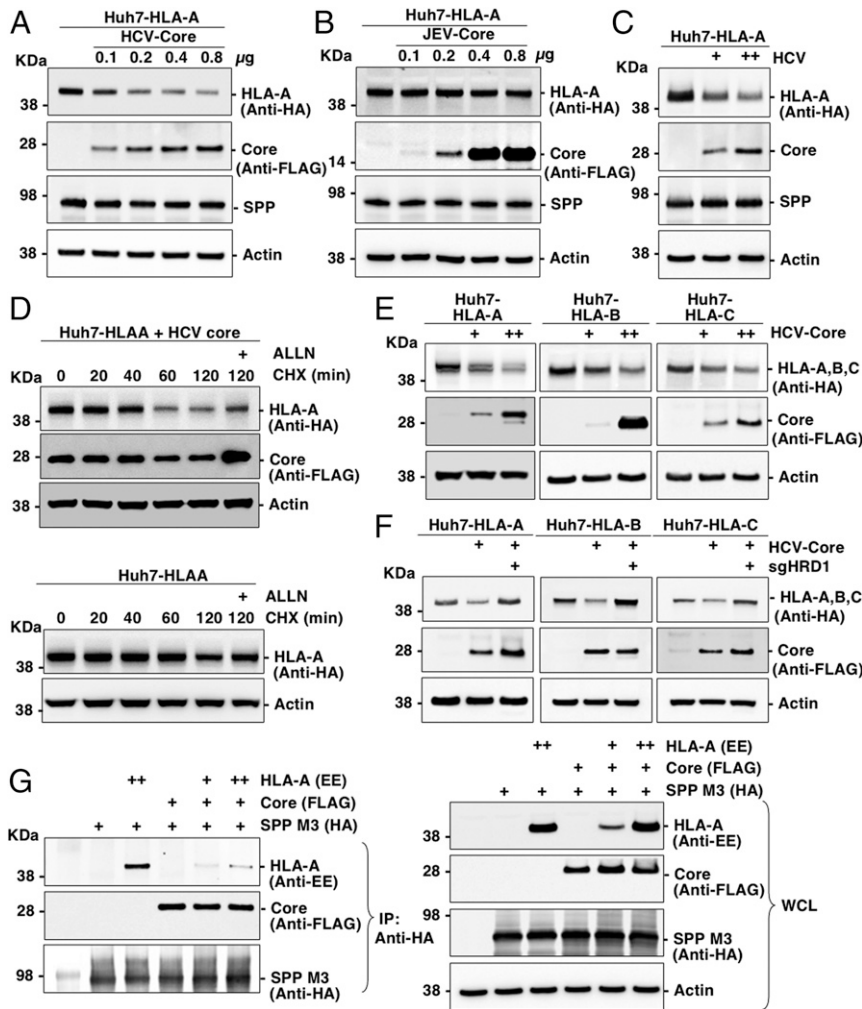 A
Huh7-HLA-A
HCV-Core
0.1 0.2 0.4 0.8 µg
KDa
38
HLA-A
(Anti-HA)
28
Core
(Anti-FLAG)
98
SPP
38
Actin
B
Huh7-HLA-A
JEV-Core
0.1 0.2 0.4 0.8 µg
KDa
38
HLA-A
(Anti-HA)
14
Core
(Anti-FLAG)
98
SPP
38
Actin
C
Huh7-HLA-A
+ ++ HCV
KDa
38
HLA-A
(Anti-HA)
28
Core
98
SPP
38
Actin
D
Huh7-HLAA + HCV core
+ ALLN
0 20 40 60 120 120 CHX (min)
KDa
38
HLA-A
(Anti-HA)
28
Core
(Anti-FLAG)
38
Actin
Huh7-HLAA
+ ALLN
0 20 40 60 120 120 CHX (min)
KDa
38
HLA-A
(Anti-HA)
38
Actin
E
Huh7-
HLA-A
Huh7-
HLA-B
Huh7-
HLA-C
+ ++ + ++ + ++ HCV-Core
KDa
38
HLA-A,B,C
(Anti-HA)
28
Core
(Anti-FLAG)
38
Actin
F
Huh7-HLA-A Huh7-HLA-B Huh7-HLA-C
+ + + + + + HCV-Core
+ + + sgHRD1
KDa
38
HLA-A,B,C
(Anti-HA)
28
Core
(Anti-FLAG)
38
Actin
G
++ + ++ HLA-A (EE)
+ + + Core (FLAG)
+ + + + + SPP M3 (HA)
KDa
38
HLA-A
(Anti-EE)
28
Core
(Anti-FLAG)
98
SPP M3
(Anti-HA)
IP:
Anti-HA
++ + ++ HLA-A (EE)
+ + + Core (FLAG)
+ + + + + SPP M3 (HA)
38
HLA-A
(Anti-EE)
28
Core
(Anti-FLAG)
98
SPP M3
(Anti-HA)
38
Actin
WCL